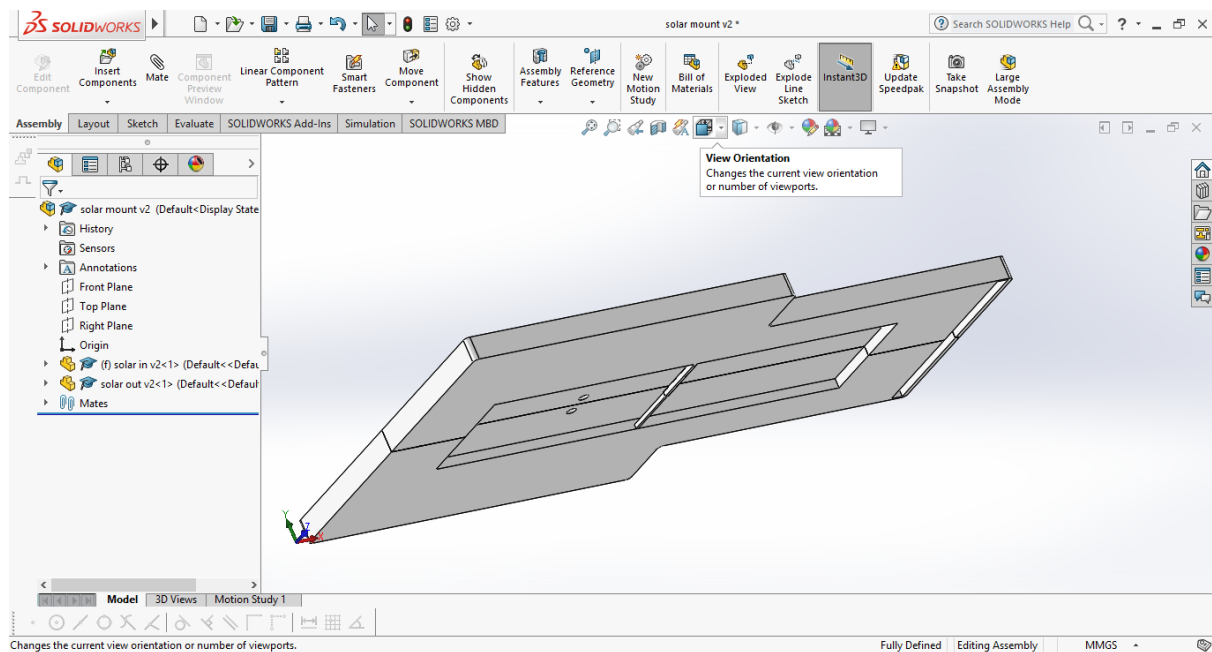 SOLIDWORKS
solar mount v2 *
Search SOLIDWORKS Help
?
Edit
Component
Insert
Components
Mate
Component
Preview
Window
Linear Component
Pattern
Smart
Fasteners
Move
Component
Show
Hidden
Components
Assembly
Features
Reference
Geometry
New
Motion
Study
Bill of
Materials
Exploded
View
Explode
Line
Sketch
Instant3D
Update
Speedpak
Take
Snapshot
Large
Assembly
Mode
Assembly
Layout
Sketch
Evaluate
SOLIDWORKS Add-Ins
Simulation
SOLIDWORKS MBD
View Orientation
Changes the current view orientation
or number of viewports.
solar mount v2 (Default<Display State
History
Sensors
Annotations
Front Plane
Top Plane
Right Plane
Origin
(f) solar in v2<1> (Default<<Defau
solar out v2<1> (Default<<Default
Mates
Y
Z
X
Model
3D Views
Motion Study 1
Changes the current view orientation or number of viewports.
Fully Defined
Editing Assembly
MMGS